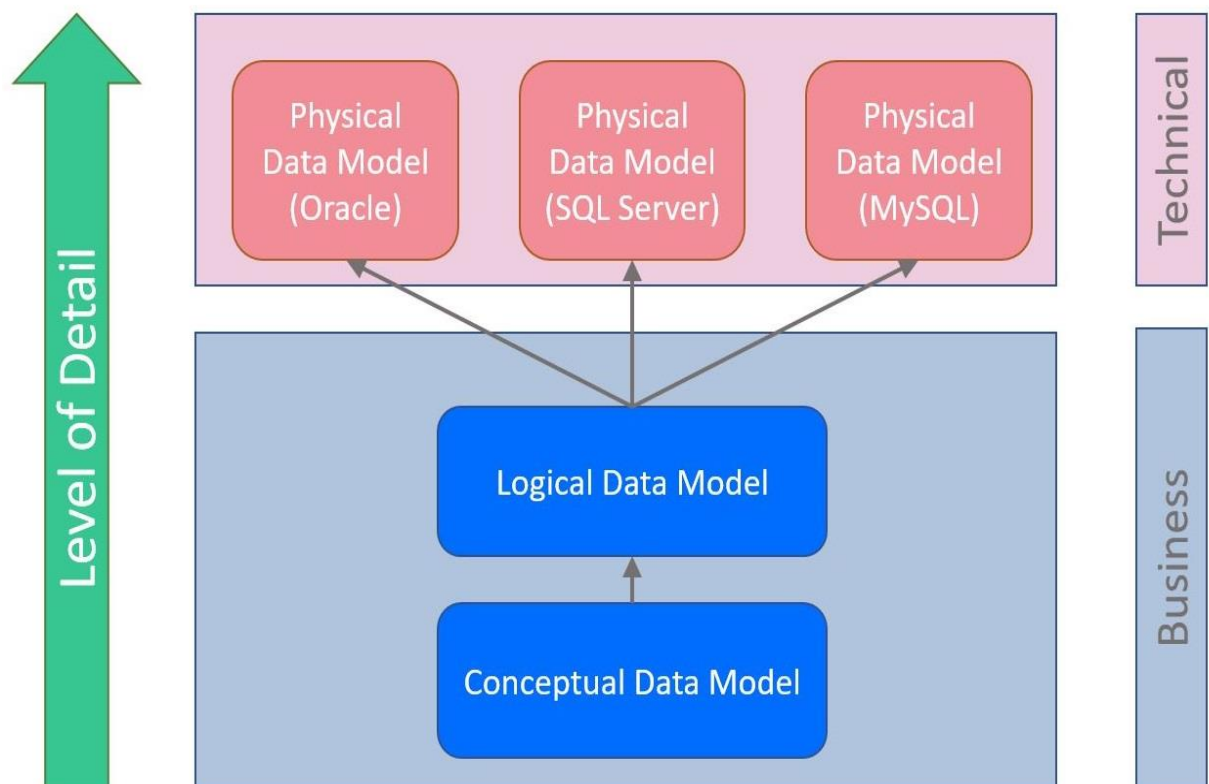 Level of Detail
Physical
Data Model
(Oracle)
Physical
Data Model
(SQL Server)
Physical
Data Model
(MySQL)
Technical
Logical Data Model
Conceptual Data Model
Business